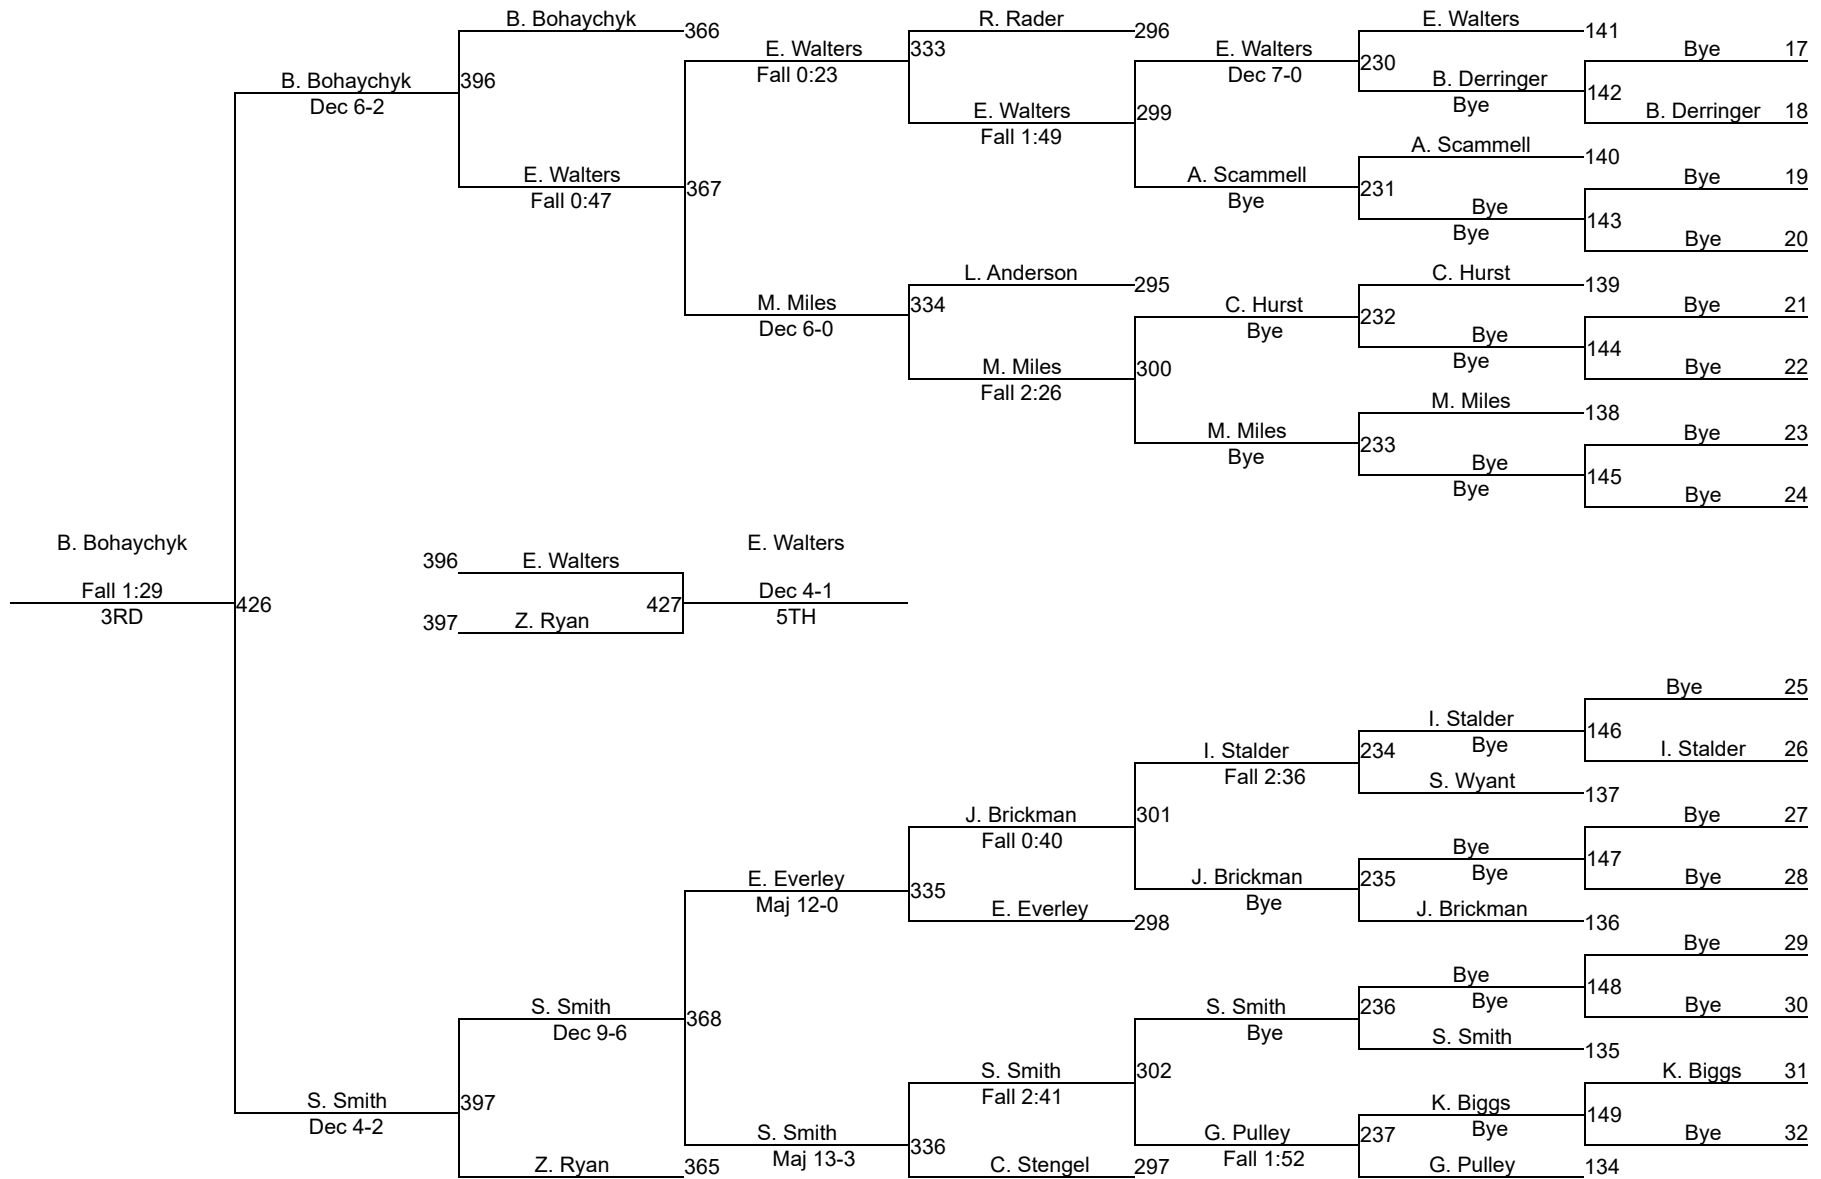 B. Bohaychyk
366
R. Rader
296
E. Walters
141
E. Walters
Fall 0:23
333
E. Walters
Dec 7-0
230
Bye 17
B. Bohaychyk
Dec 6-2
396
B. Derringer
Bye
142
E. Walters
Fall 1:49
299
B. Derringer 18
A. Scammell
140
E. Walters
Fall 0:47
367
A. Scammell
Bye
231
Bye 19
Bye
Bye
143
Bye 20
L. Anderson
295
C. Hurst
139
M. Miles
Dec 6-0
334
C. Hurst
Bye
232
Bye 21
Bye
Bye
144
M. Miles
Fall 2:26
300
Bye 22
M. Miles
138
M. Miles
Bye
233
Bye 23
Bye
Bye
145
Bye 24
B. Bohaychyk
Fall 1:29
3RD
426
396
E. Walters
397
Z. Ryan
427
E. Walters
Dec 4-1
5TH
Bye 25
I. Stalder
Bye
146
I. Stalder
Fall 2:36
234
I. Stalder 26
S. Wyant
137
J. Brickman
Fall 0:40
301
Bye 27
Bye
Bye
147
E. Everley
Maj 12-0
335
J. Brickman
Bye
235
Bye 28
E. Everley
298
J. Brickman
136
Bye 29
Bye
Bye
148
S. Smith
Dec 9-6
368
S. Smith
Bye
236
Bye 30
S. Smith
135
S. Smith
Fall 2:41
302
K. Biggs 31
S. Smith
Dec 4-2
397
K. Biggs
Bye
149
S. Smith
Maj 13-3
336
G. Pulley
Fall 1:52
237
Bye 32
Z. Ryan
365
C. Stengel
297
G. Pulley
134